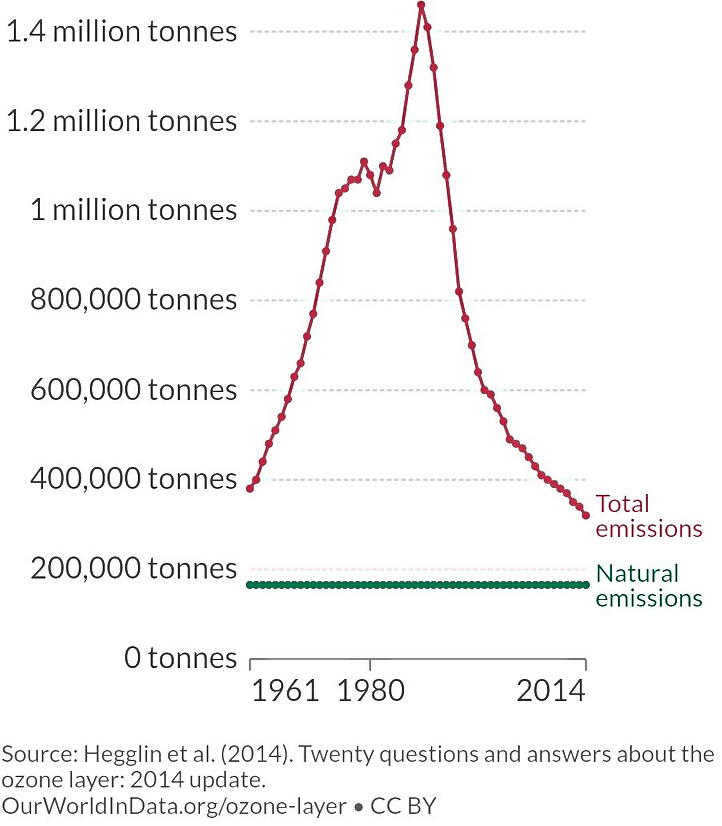 1.4 million tonnes
1.2 million tonnes
1 million tonnes
800,000 tonnes
600,000 tonnes
400,000 tonnes
Total
emissions
200,000 tonnes
Natural
emissions
0 tonnes
1961 1980 2014
Source: Hegglin et al. (2014). Twenty questions and answers about the
ozone layer: 2014 update.
OurWorldInData.org/ozone-layer • CC BY